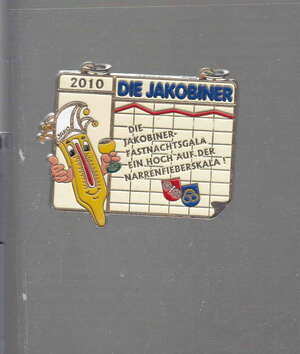 2010
DIE JAKOBINER
DIE
JAKOBINER-
FASTNACHTSGALA
EIN HOCH AUF DER
NARRENFIEBERSKALA!